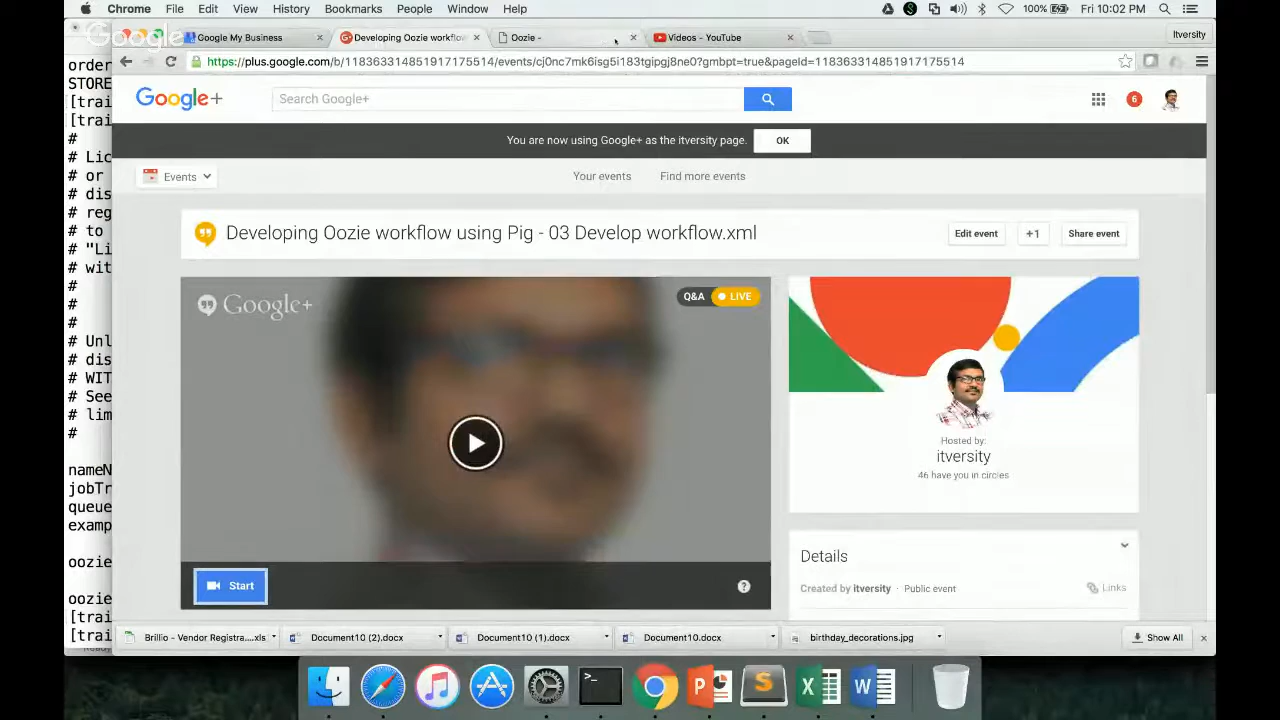 Chrome File Edit View History Bookmarks People Window Help 100% Fri 10:02 PM
Google
Google My Business Developing Oozie workflow Oozie - Videos - YouTube Itversity
https://plus.google.com/b/118363314851917175514/events/cj0nc7mk6isg5i183tgipgj8ne0?gmbpt=true&pageId=118363314851917175514
Google+ Search Google+ 6
You are now using Google+ as the itversity page. OK
Events Your events Find more events
Developing Oozie workflow using Pig - 03 Develop workflow.xml Edit event +1 Share event
Google+ Q&A LIVE
Hosted by:
itversity
46 have you in circles
Start ?
Details
Created by itversity · Public event Links
order
STORE
[trai
[trai
#
# Lic
# or
# dis
# reg
# to
# "Li
# wit
#
#
#
# Unl
# dis
# WIT
# See
# lim
#
nameN
jobTr
queue
examp
oozie
oozie
[trai
[trai
Brillio - Vendor Registra....xls Document10 (2).docx Document10 (1).docx Document10.docx birthday_decorations.jpg Show All